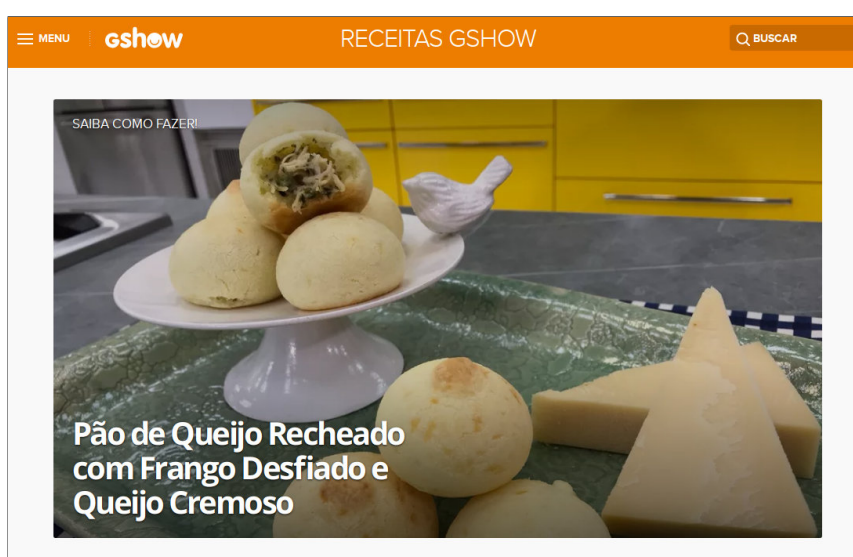 MENU
gshow
RECEITAS GSHOW
BUSCAR
SAIBA COMO FAZER!
Pão de Queijo Recheado
com Frango Desfiado e
Queijo Cremoso